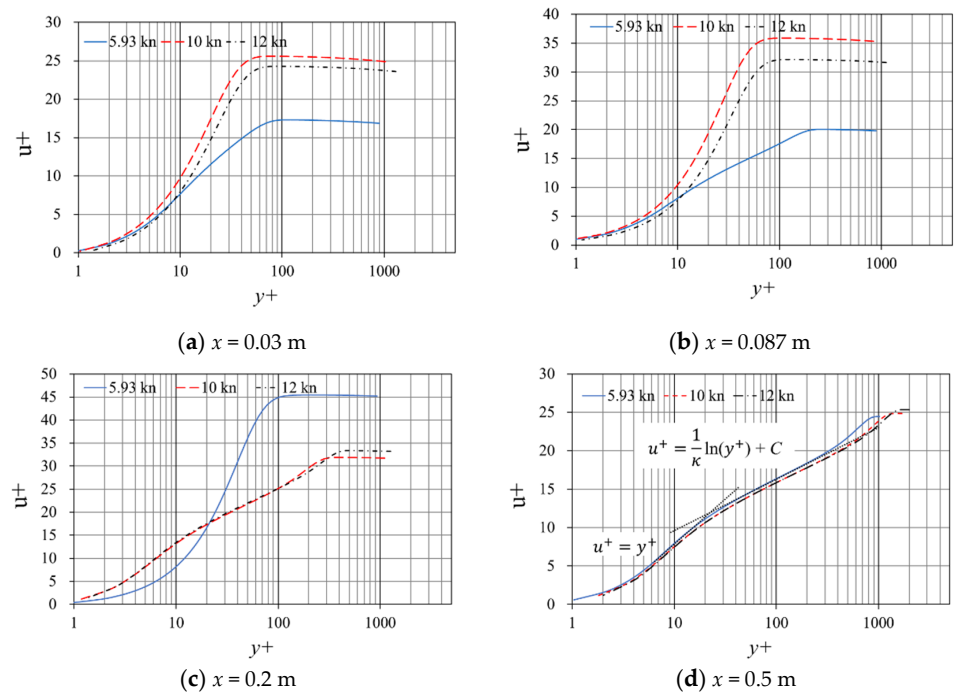 30
25
20
15
10
5
0
5.93 kn 10 kn 12 kn
u+
1 10 100 1000
y+
(a) x = 0.03 m
40
35
30
25
20
15
10
5
0
5.93 kn 10 kn 12 kn
u+
1 10 100 1000
y+
(b) x = 0.087 m
50
45
40
35
30
25
20
15
10
5
0
5.93 kn 10 kn 12 kn
u+
1 10 100 1000
y+
(c) x = 0.2 m
30
25
20
15
10
5
0
5.93 kn 10 kn 12 kn
u⁺ = 1/κ ln(y⁺) + C
u⁺ = y⁺
u+
1 10 100 1000
y+
(d) x = 0.5 m